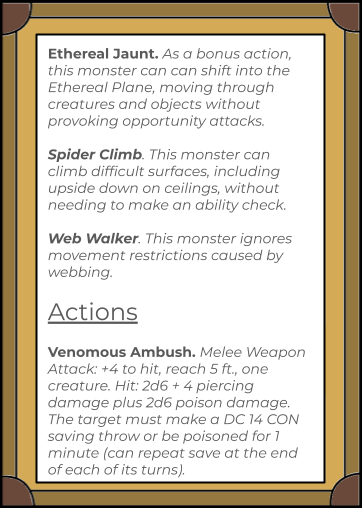 Ethereal Jaunt. As a bonus action,
this monster can can shift into the
Ethereal Plane, moving through
creatures and objects without
provoking opportunity attacks.
Spider Climb. This monster can
climb difficult surfaces, including
upside down on ceilings, without
needing to make an ability check.
Web Walker. This monster ignores
movement restrictions caused by
webbing.
Actions
Venomous Ambush. Melee Weapon
Attack: +4 to hit, reach 5 ft., one
creature. Hit: 2d6 + 4 piercing
damage plus 2d6 poison damage.
The target must make a DC 14 CON
saving throw or be poisoned for 1
minute (can repeat save at the end
of each of its turns).